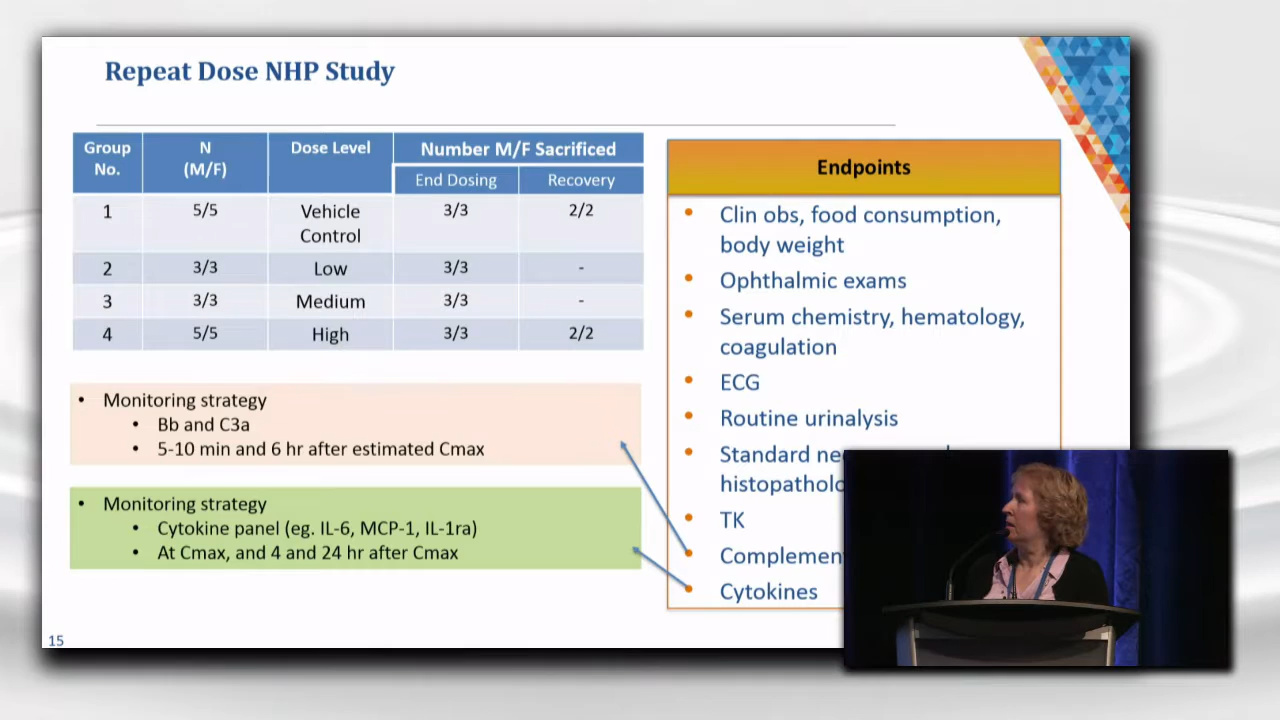 Repeat Dose NHP Study
Group No. N (M/F) Dose Level Number M/F Sacrificed
End Dosing Recovery
1 5/5 Vehicle Control 3/3 2/2
2 3/3 Low 3/3 -
3 3/3 Medium 3/3 -
4 5/5 High 3/3 2/2
• Monitoring strategy
• Bb and C3a
• 5-10 min and 6 hr after estimated Cmax
• Monitoring strategy
• Cytokine panel (eg. IL-6, MCP-1, IL-1ra)
• At Cmax, and 4 and 24 hr after Cmax
Endpoints
• Clin obs, food consumption,
body weight
• Ophthalmic exams
• Serum chemistry, hematology,
coagulation
• ECG
• Routine urinalysis
• Standard
• TK
• Complemen
• Cytokines
15